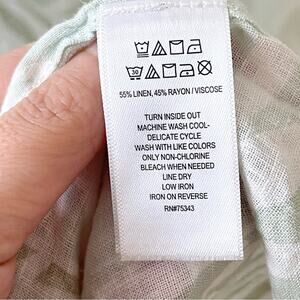 30
55% LINEN, 45% RAYON / VISCOSE
TURN INSIDE OUT
MACHINE WASH COOL-
DELICATE CYCLE
WASH WITH LIKE COLORS
ONLY NON-CHLORINE
BLEACH WHEN NEEDED
LINE DRY
LOW IRON
IRON ON REVERSE
RN#75343